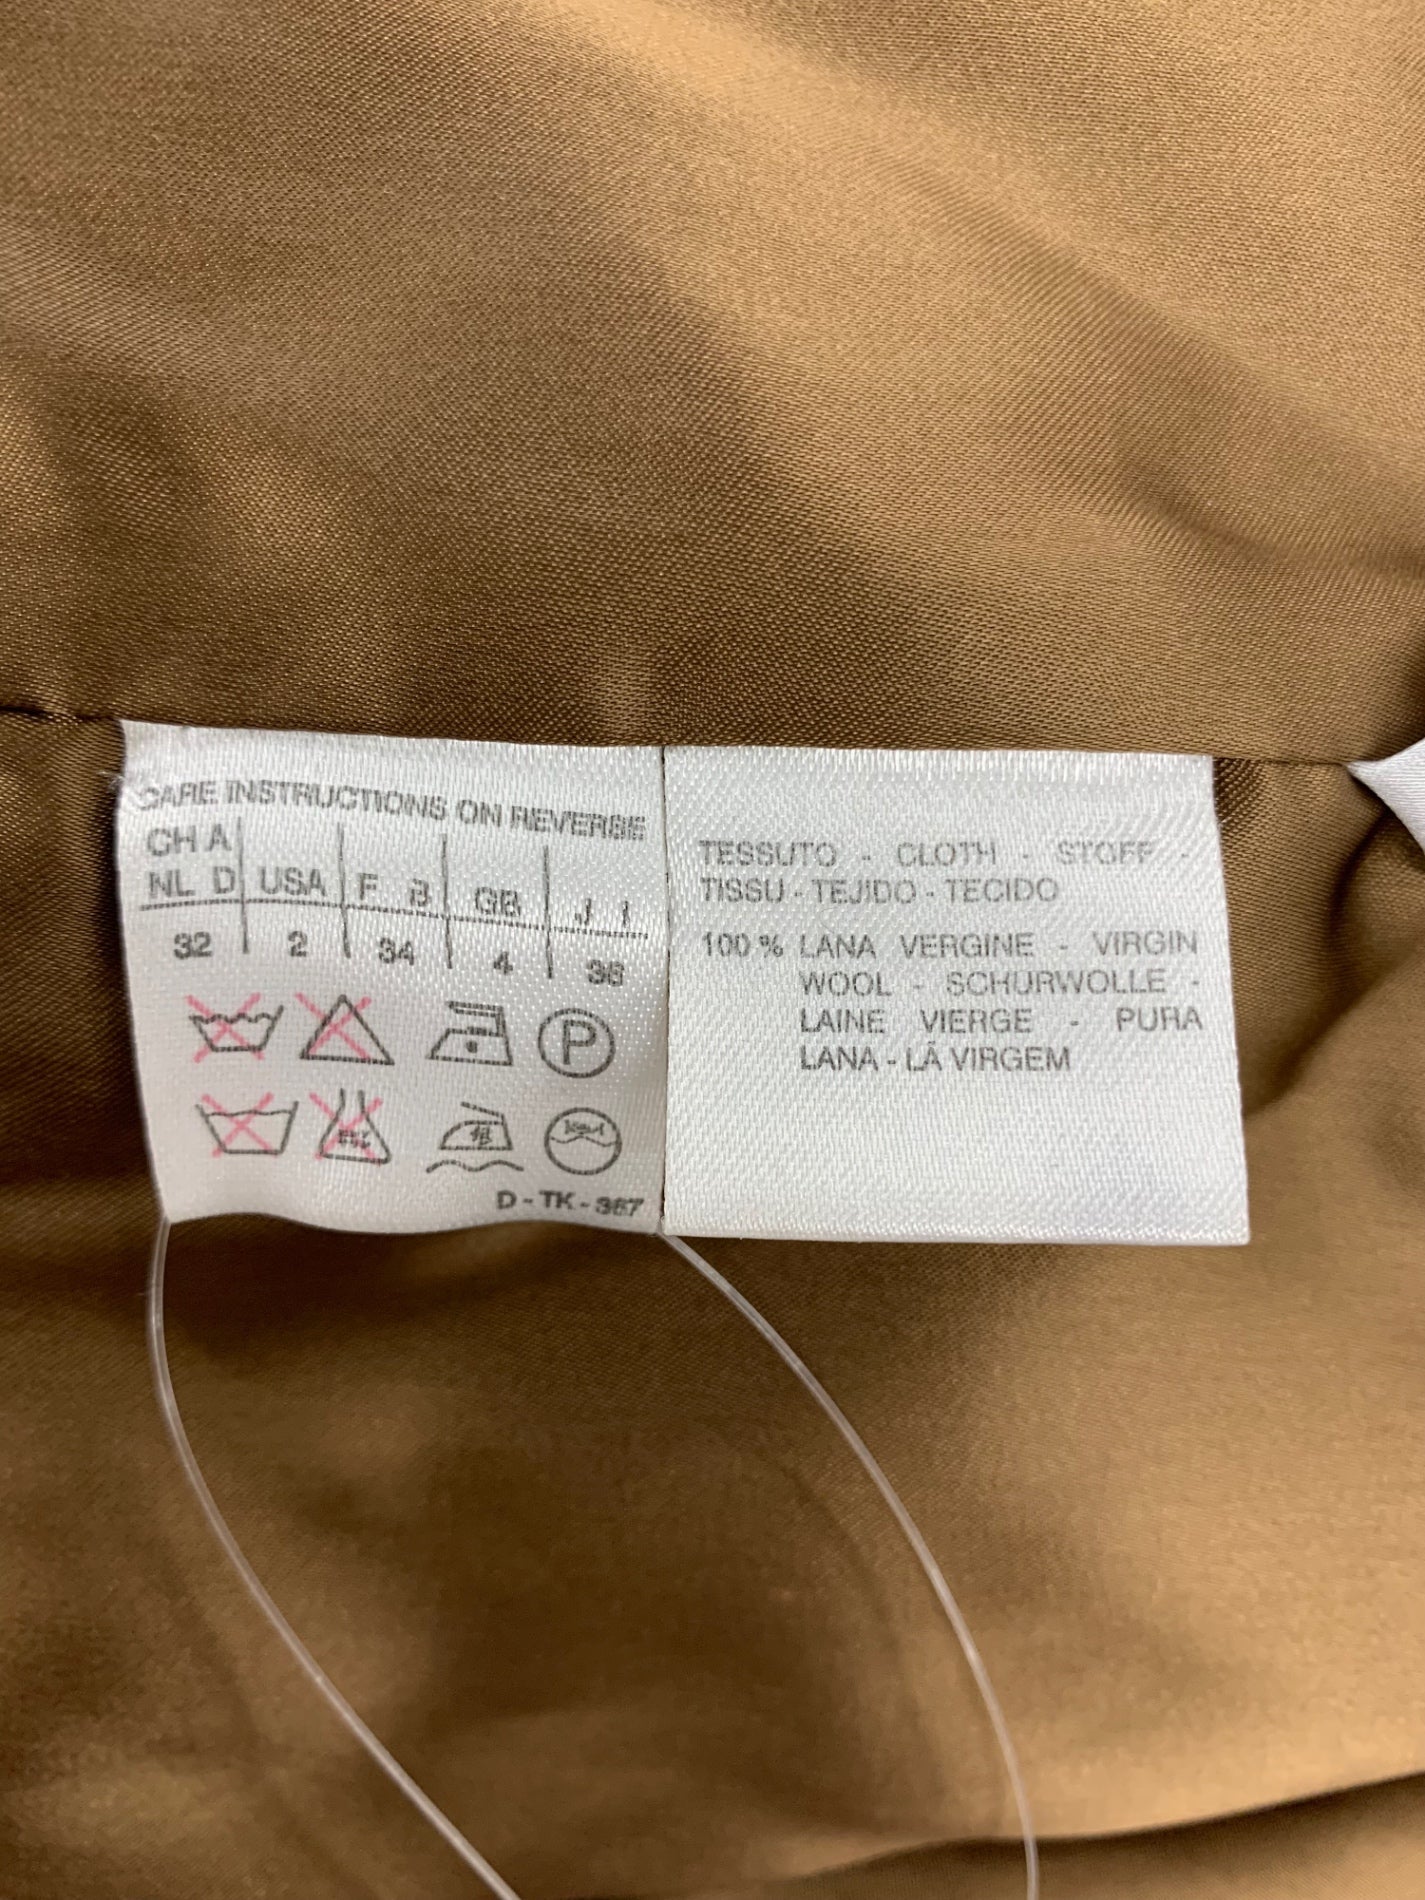 CARE INSTRUCTIONS ON REVERSE
CH A
NL D USA F B GB J I
32 2 34 4 36
P
D - TK - 367
TESSUTO - CLOTH - STOFF -
TISSU - TEJIDO - TECIDO
100 % LANA VERGINE - VIRGIN
WOOL - SCHURWOLLE -
LAINE VIERGE - PURA
LANA - LÃ VIRGEM